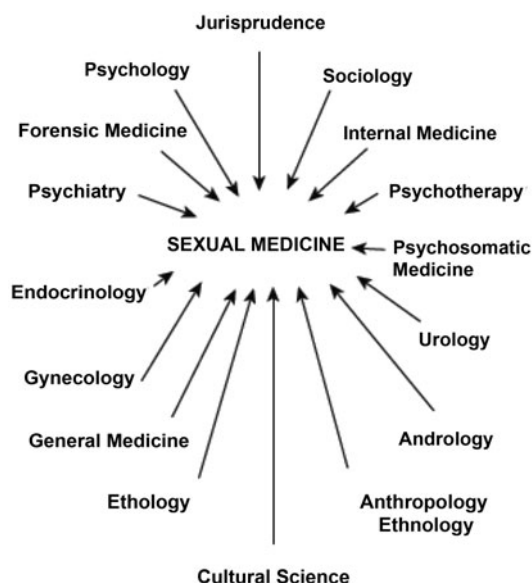 Jurisprudence
Psychology
Sociology
Forensic Medicine
Internal Medicine
Psychiatry
Psychotherapy
SEXUAL MEDICINE
Psychosomatic
Medicine
Endocrinology
Urology
Gynecology
General Medicine
Andrology
Ethology
Anthropology
Ethnology
Cultural Science